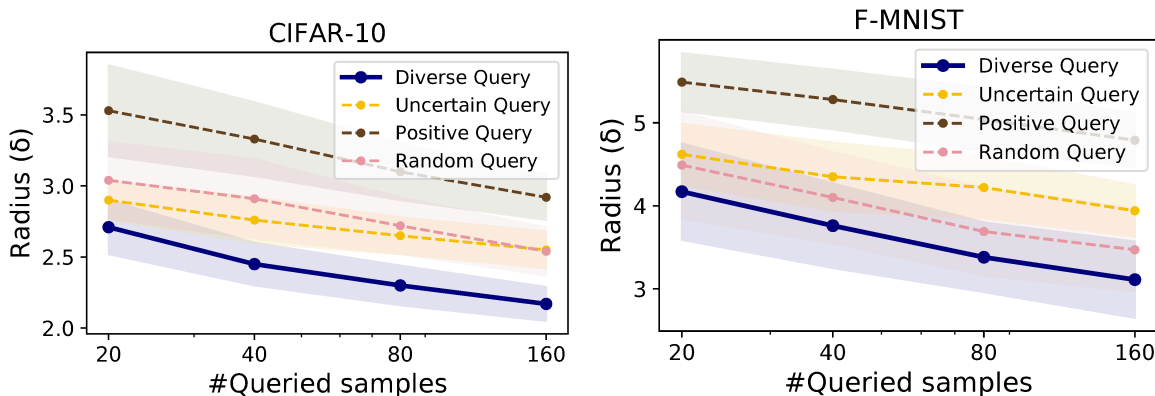 CIFAR-10
Diverse Query
Uncertain Query
Positive Query
Random Query
Radius (δ)
3.5
3.0
2.5
2.0
20
40
80
160
#Queried samples
F-MNIST
Diverse Query
Uncertain Query
Positive Query
Random Query
Radius (δ)
5
4
3
20
40
80
160
#Queried samples